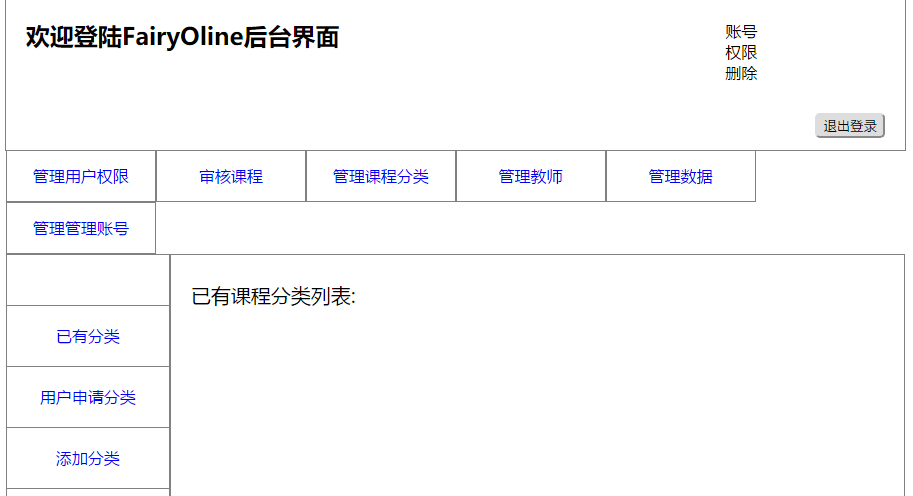 欢迎登陆FairyOline后台界面
账号
权限
删除
退出登录
管理用户权限 审核课程 管理课程分类 管理教师 管理数据
管理管理账号
已有课程分类列表:
已有分类
用户申请分类
添加分类